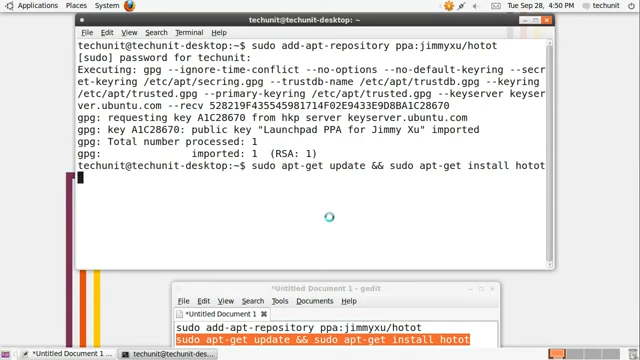 Applications Places System Tue Sep 28, 4:50 PM techunit
techunit@techunit-desktop: ~
File Edit View Search Terminal Help
techunit@techunit-desktop:~$ sudo add-apt-repository ppa:jimmyxu/hotot
[sudo] password for techunit:
Executing: gpg --ignore-time-conflict --no-options --no-default-keyring --secr
et-keyring /etc/apt/secring.gpg --trustdb-name /etc/apt/trustdb.gpg --keyring
/etc/apt/trusted.gpg --primary-keyring /etc/apt/trusted.gpg --keyserver keyser
ver.ubuntu.com --recv 528219F435545981714F02E9433E9D8BA1C28670
gpg: requesting key A1C28670 from hkp server keyserver.ubuntu.com
gpg: key A1C28670: public key "Launchpad PPA for Jimmy Xu" imported
gpg: Total number processed: 1
gpg: imported: 1 (RSA: 1)
techunit@techunit-desktop:~$ sudo apt-get update && sudo apt-get install hotot
*Untitled Document 1 - gedit
File Edit View Search Tools Documents Help
*Untitled Document 1
sudo add-apt-repository ppa:jimmyxu/hotot
sudo apt-get update && sudo apt-get install hotot
*Untitled Document 1 ... techunit@techunit-des...